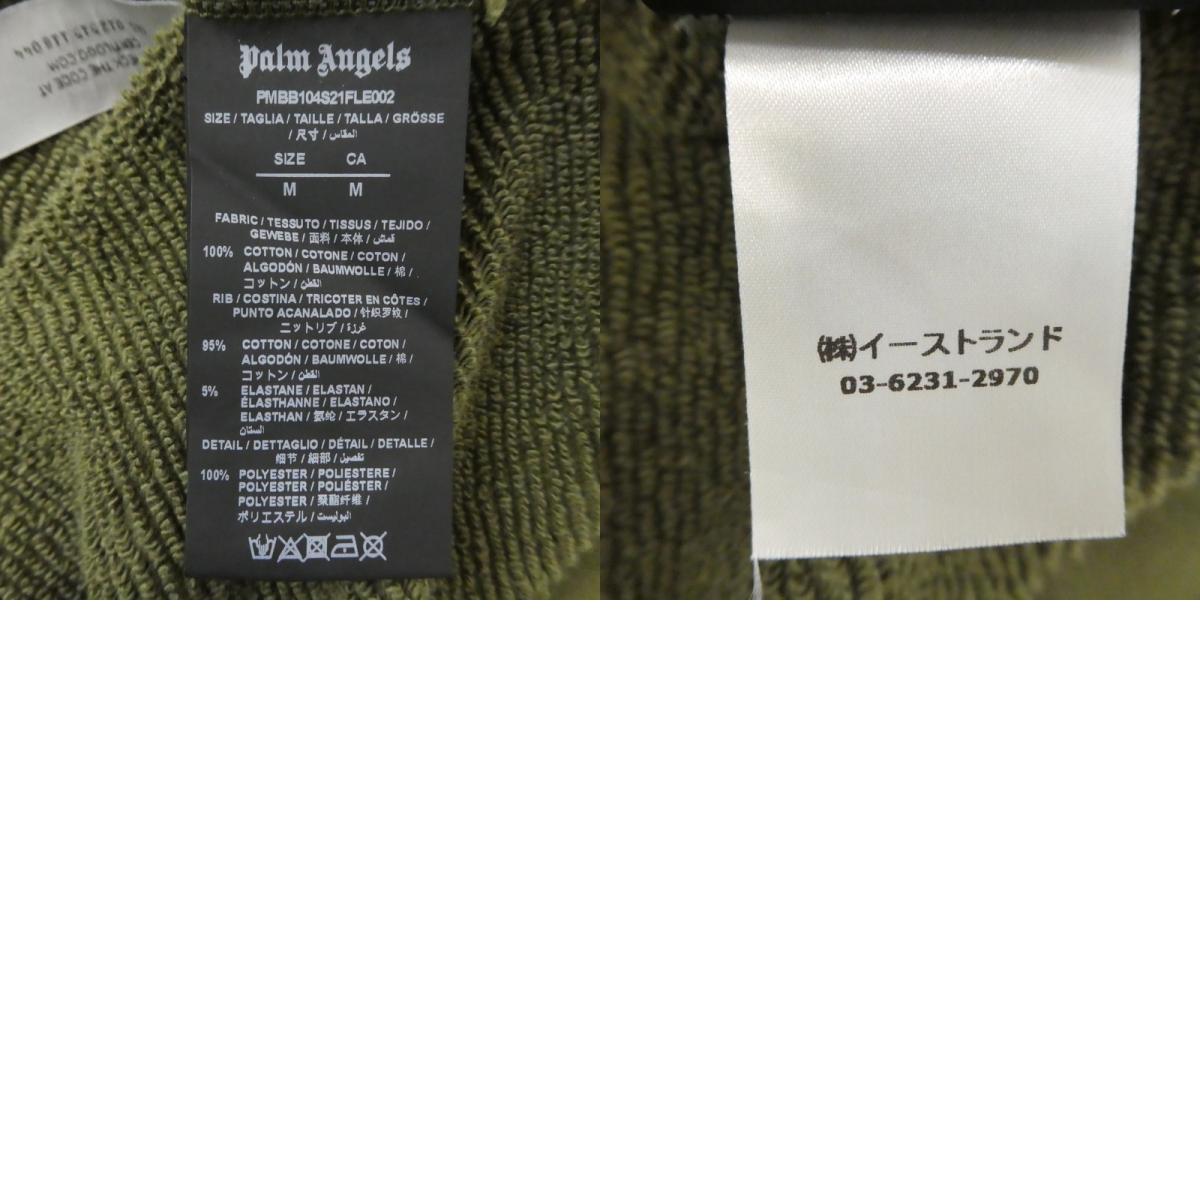 Palm Angels
PMBB104S21FLE002
SIZE / TAGLIA / TAILLE / TALLA / GRÖSSE
/ 尺寸 / المقاس
SIZE CA
M M
FABRIC / TESSUTO / TISSUS / TEJIDO /
GEWEBE / 面料 / 本体 / قماش
100% COTTON / COTONE / COTON /
ALGODÓN / BAUMWOLLE / 棉 /
コットン / القطن
RIB / COSTINA / TRICOTER EN CÔTES /
PUNTO ACANALADO / 针织罗纹 /
ニットリブ / غرزة
95% COTTON / COTONE / COTON /
ALGODÓN / BAUMWOLLE / 棉 /
コットン / القطن
5% ELASTANE / ELASTAN /
ÉLASTHANNE / ELASTANO /
ELASTHAN / 氨纶 / エラスタン /
الستان
DETAIL / DETTAGLIO / DÉTAIL / DETALLE /
细节 / 細部 / تفصيل
100% POLYESTER / POLIESTERE /
POLYESTER / POLIÉSTER /
POLYESTER / 聚酯纤维 /
ポリエステル / البوليست
(株)イーストランド
03-6231-2970